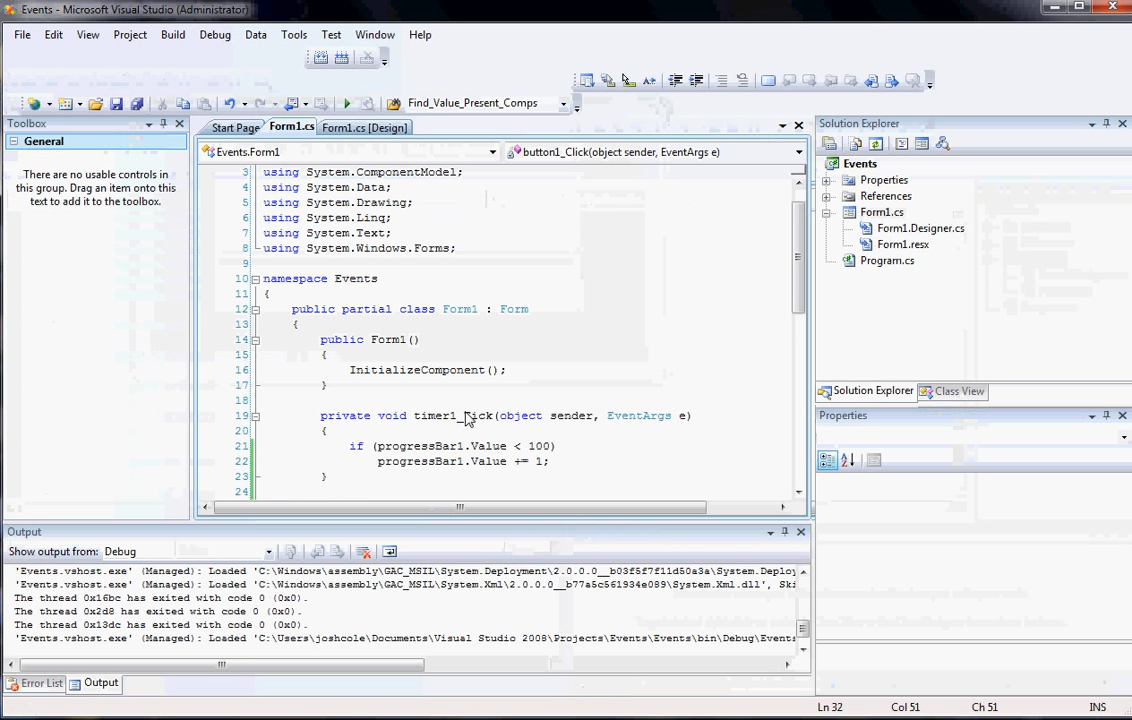 Events - Microsoft Visual Studio (Administrator)
File Edit View Project Build Debug Data Tools Test Window Help
Find_Value_Present_Comps
Toolbox
General
There are no usable controls in
this group. Drag an item onto this
text to add it to the toolbox.
Start Page Form1.cs Form1.cs [Design]
Events.Form1 button1_Click(object sender, EventArgs e)
3 using System.ComponentModel;
4 using System.Data;
5 using System.Drawing;
6 using System.Linq;
7 using System.Text;
8 using System.Windows.Forms;
9
10 namespace Events
11 {
12 public partial class Form1 : Form
13 {
14 public Form1()
15 {
16 InitializeComponent();
17 }
18
19 private void timer1_Tick(object sender, EventArgs e)
20 {
21 if (progressBar1.Value < 100)
22 progressBar1.Value += 1;
23 }
24
Solution Explorer
Events
Properties
References
Form1.cs
Form1.Designer.cs
Form1.resx
Program.cs
Solution Explorer Class View
Properties
Output
Show output from: Debug
'Events.vshost.exe' (Managed): Loaded 'C:\Windows\assembly\GAC_MSIL\System.Deployment\2.0.0.0__b03f5f7f11d50a3a\System.Deploy
'Events.vshost.exe' (Managed): Loaded 'C:\Windows\assembly\GAC_MSIL\System.Xml\2.0.0.0__b77a5c561934e089\System.Xml.dll', Ski
The thread 0x16bc has exited with code 0 (0x0).
The thread 0x2d8 has exited with code 0 (0x0).
The thread 0x13dc has exited with code 0 (0x0).
'Events.vshost.exe' (Managed): Loaded 'C:\Users\joshcole\Documents\Visual Studio 2008\Projects\Events\Events\bin\Debug\Events
Error List Output
Ln 32 Col 51 Ch 51 INS